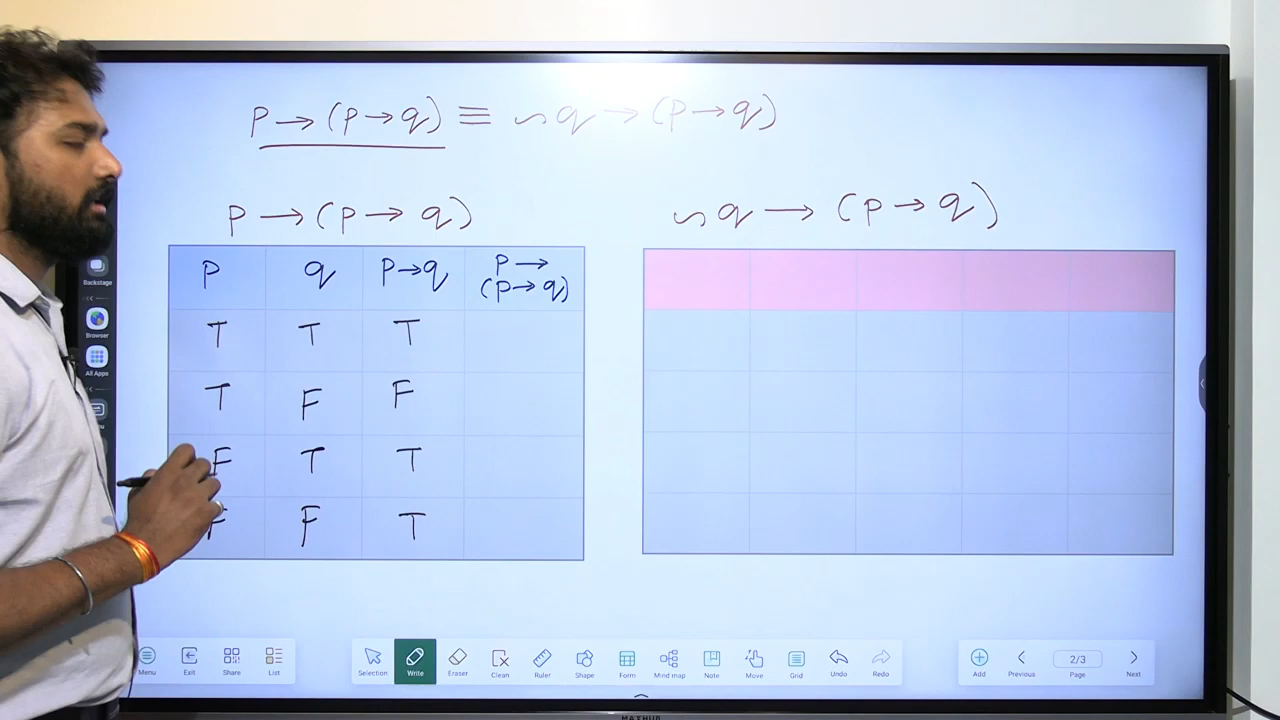 p → (p → q) ≡ ∼q → (p → q)
p → (p → q)
∼q → (p → q)
p q p→q p → (p→q)
T T T
T F F
F T T
F F T
Backstage
Browser
All Apps
Menu Exit Share List Selection Write Eraser Clean Ruler Shape Form Mind map Note Move Grid Undo Redo Add Previous 2/3 Page Next
MAXHUB